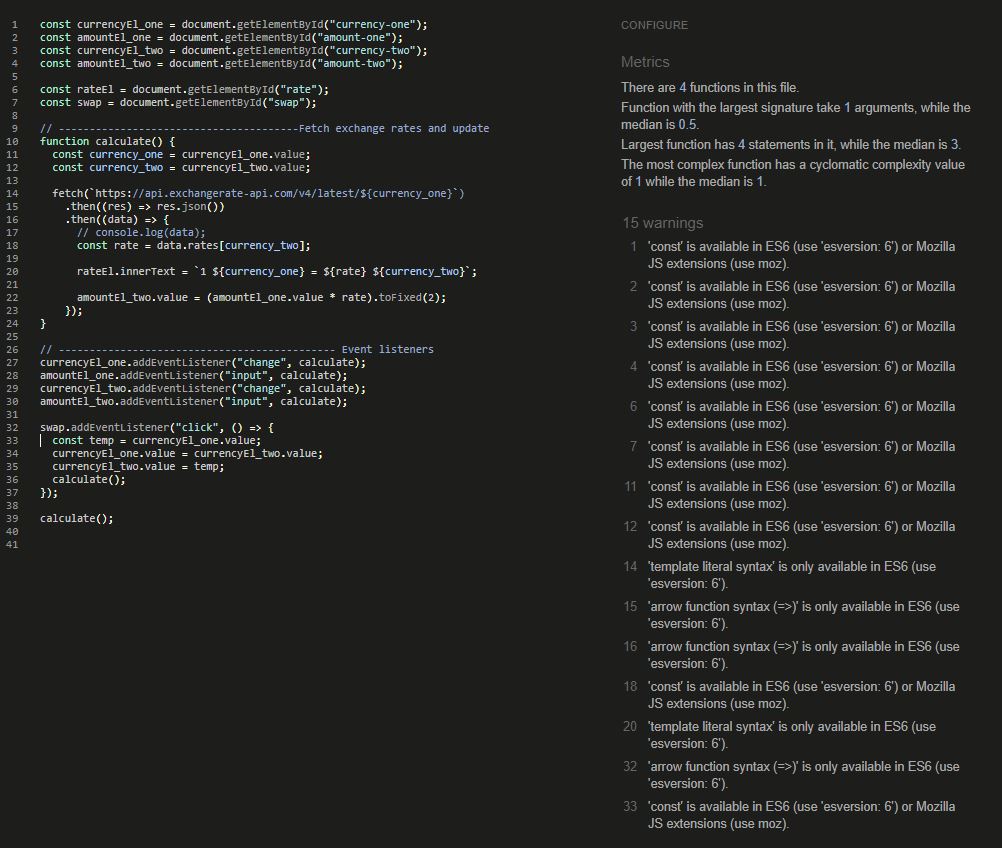 1 const currencyEl_one = document.getElementById("currency-one");
2 const amountEl_one = document.getElementById("amount-one");
3 const currencyEl_two = document.getElementById("currency-two");
4 const amountEl_two = document.getElementById("amount-two");
5
6 const rateEl = document.getElementById("rate");
7 const swap = document.getElementById("swap");
8
9 // ---------------------------------------Fetch exchange rates and update
10 function calculate() {
11   const currency_one = currencyEl_one.value;
12   const currency_two = currencyEl_two.value;
13
14   fetch(`https://api.exchangerate-api.com/v4/latest/${currency_one}`)
15     .then((res) => res.json())
16     .then((data) => {
17       // console.log(data);
18       const rate = data.rates[currency_two];
19
20       rateEl.innerText = `1 ${currency_one} = ${rate} ${currency_two}`;
21
22       amountEl_two.value = (amountEl_one.value * rate).toFixed(2);
23     });
24 }
25
26 // --------------------------------------------- Event listeners
27 currencyEl_one.addEventListener("change", calculate);
28 amountEl_one.addEventListener("input", calculate);
29 currencyEl_two.addEventListener("change", calculate);
30 amountEl_two.addEventListener("input", calculate);
31
32 swap.addEventListener("click", () => {
33   const temp = currencyEl_one.value;
34   currencyEl_one.value = currencyEl_two.value;
35   currencyEl_two.value = temp;
36   calculate();
37 });
38
39 calculate();
40
41
CONFIGURE
Metrics
There are 4 functions in this file.
Function with the largest signature take 1 arguments, while the
median is 0.5.
Largest function has 4 statements in it, while the median is 3.
The most complex function has a cyclomatic complexity value
of 1 while the median is 1.
15 warnings
1 'const' is available in ES6 (use 'esversion: 6') or Mozilla
JS extensions (use moz).
2 'const' is available in ES6 (use 'esversion: 6') or Mozilla
JS extensions (use moz).
3 'const' is available in ES6 (use 'esversion: 6') or Mozilla
JS extensions (use moz).
4 'const' is available in ES6 (use 'esversion: 6') or Mozilla
JS extensions (use moz).
6 'const' is available in ES6 (use 'esversion: 6') or Mozilla
JS extensions (use moz).
7 'const' is available in ES6 (use 'esversion: 6') or Mozilla
JS extensions (use moz).
11 'const' is available in ES6 (use 'esversion: 6') or Mozilla
JS extensions (use moz).
12 'const' is available in ES6 (use 'esversion: 6') or Mozilla
JS extensions (use moz).
14 'template literal syntax' is only available in ES6 (use
'esversion: 6').
15 'arrow function syntax (=>)' is only available in ES6 (use
'esversion: 6').
16 'arrow function syntax (=>)' is only available in ES6 (use
'esversion: 6').
18 'const' is available in ES6 (use 'esversion: 6') or Mozilla
JS extensions (use moz).
20 'template literal syntax' is only available in ES6 (use
'esversion: 6').
32 'arrow function syntax (=>)' is only available in ES6 (use
'esversion: 6').
33 'const' is available in ES6 (use 'esversion: 6') or Mozilla
JS extensions (use moz).